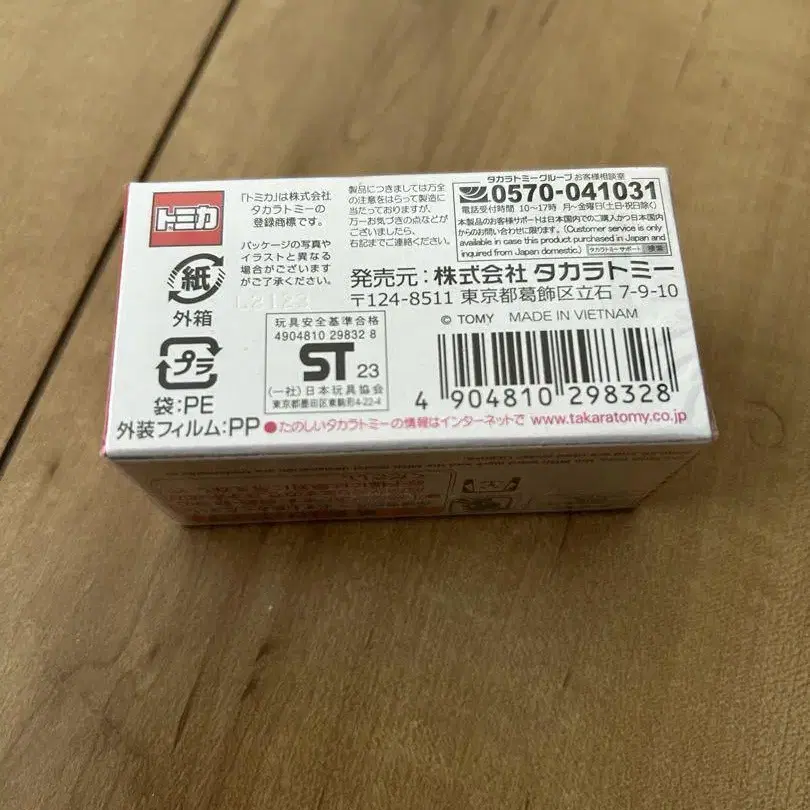 トミカ
「トミカ」は株式会社
タカラトミーの
登録商標です。
パッケージの写真や
イラストと異なる
場合がございます
がご了承ください。
L2123
製品につきましては万全
の注意をはらって製造に
当たっておりますが、
万一お気づきの点などが
ございましたら、
右記までご連絡ください。
タカラトミーグループ お客様相談室
0570-041031
電話受付時間 10〜17時 月〜金曜日(土・日・祝日除く)
本製品のお客様サポートは日本国内でのご購入かつ日本国内
からのお問い合わせに限ります。(Customer service is only
available in case this product purchased in Japan and
inquired from Japan domestic.) タカラトミー サポート 検索
発売元:株式会社 タカラトミー
〒124-8511 東京都葛飾区立石 7-9-10
紙
外箱
プラ
袋:PE
外装フィルム:PP
玩具安全基準合格
4904810 29832 8
ST 23
(一社)日本玩具協会
東京都墨田区東駒形4-22-4
© TOMY MADE IN VIETNAM
4 904810 298328
●たのしいタカラトミーの情報はインターネットで www.takaratomy.co.jp